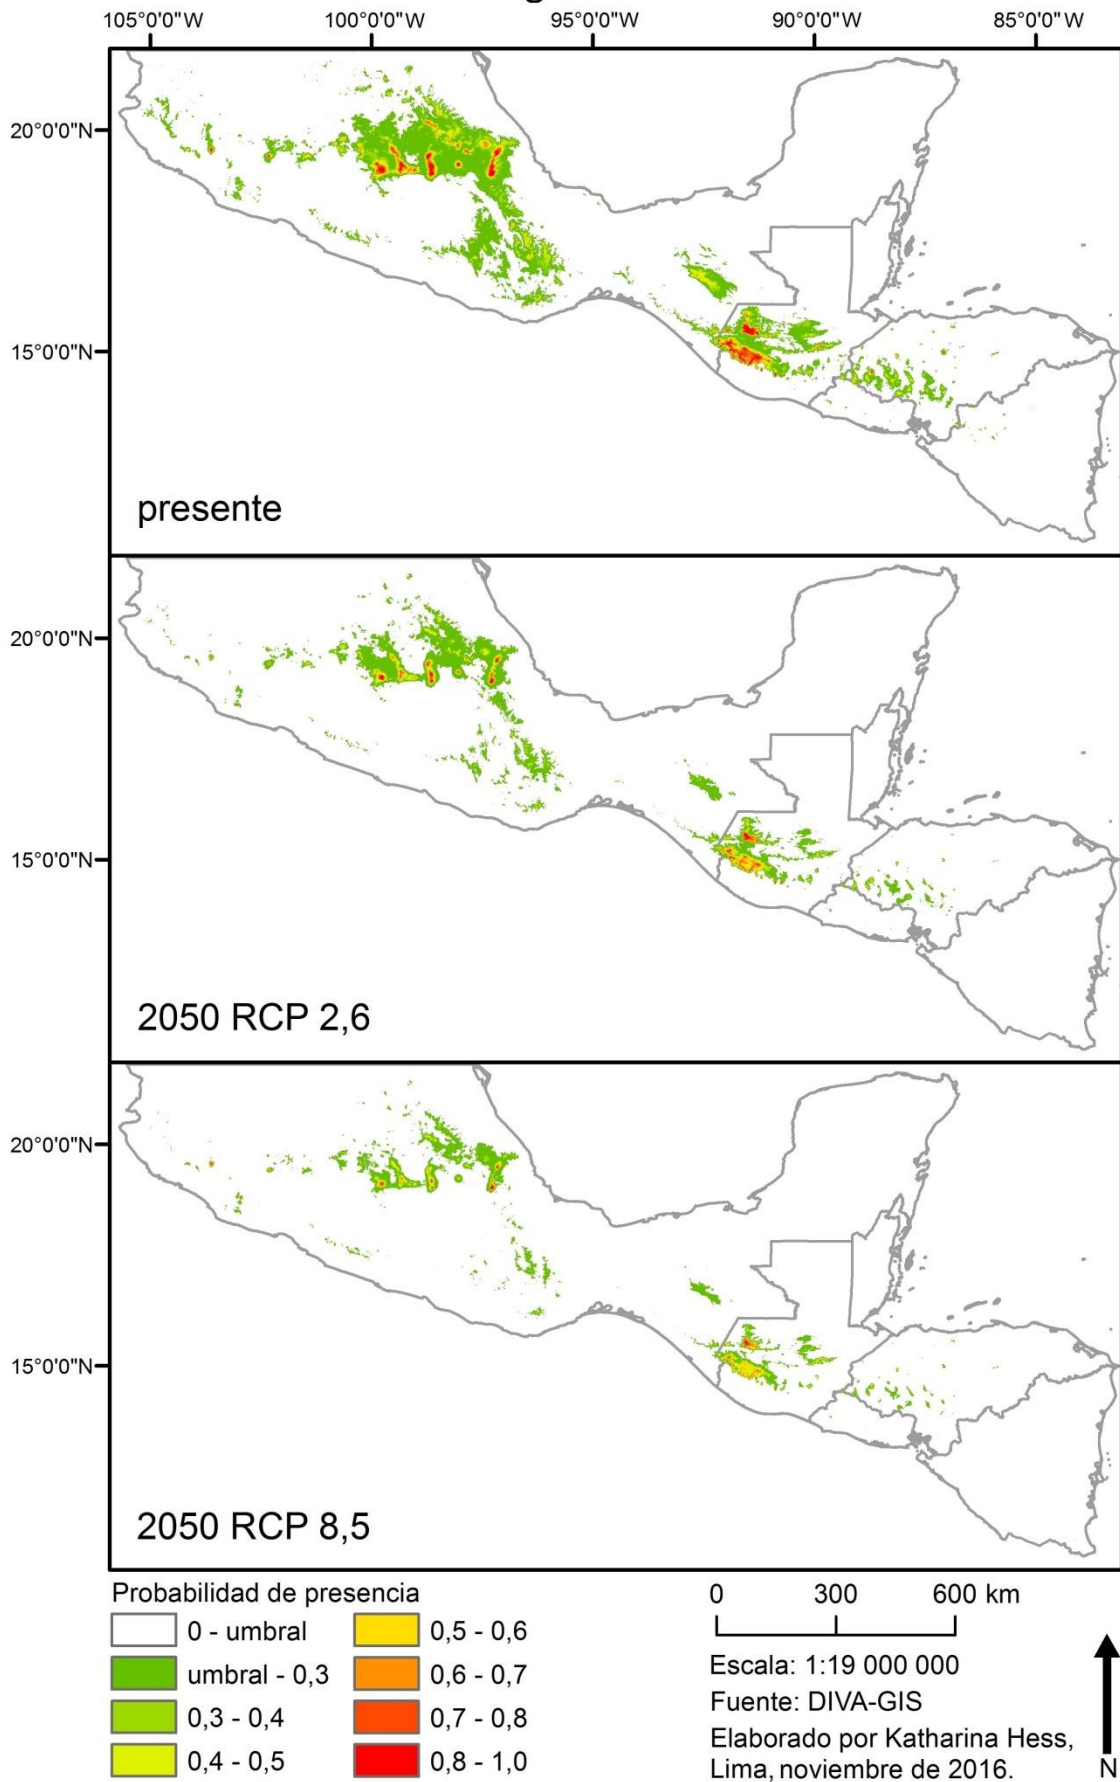 105°0'0"W 100°0'0"W 95°0'0"W 90°0'0"W 85°0'0"W
20°0'0"N
15°0'0"N
presente
20°0'0"N
15°0'0"N
2050 RCP 2,6
20°0'0"N
15°0'0"N
2050 RCP 8,5
Probabilidad de presencia
0 - umbral
umbral - 0,3
0,3 - 0,4
0,4 - 0,5
0,5 - 0,6
0,6 - 0,7
0,7 - 0,8
0,8 - 1,0
0 300 600 km
Escala: 1:19 000 000
Fuente: DIVA-GIS
Elaborado por Katharina Hess,
Lima, noviembre de 2016.
N